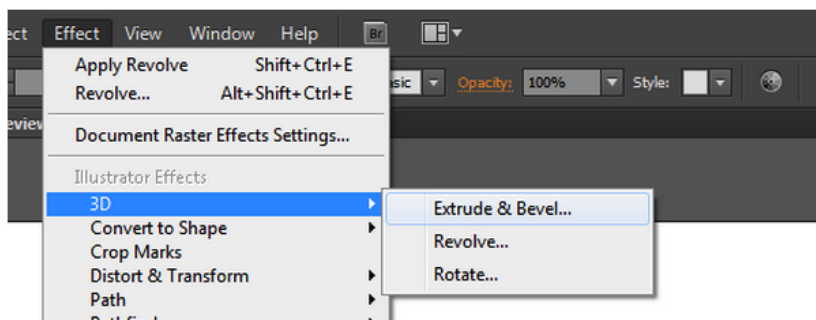 ect Effect View Window Help Br
Apply Revolve Shift+Ctrl+E
Revolve... Alt+Shift+Ctrl+E
sic Opacity: 100% Style:
eview
Document Raster Effects Settings...
Illustrator Effects
3D
Extrude & Bevel...
Convert to Shape
Revolve...
Crop Marks
Distort & Transform
Rotate...
Path